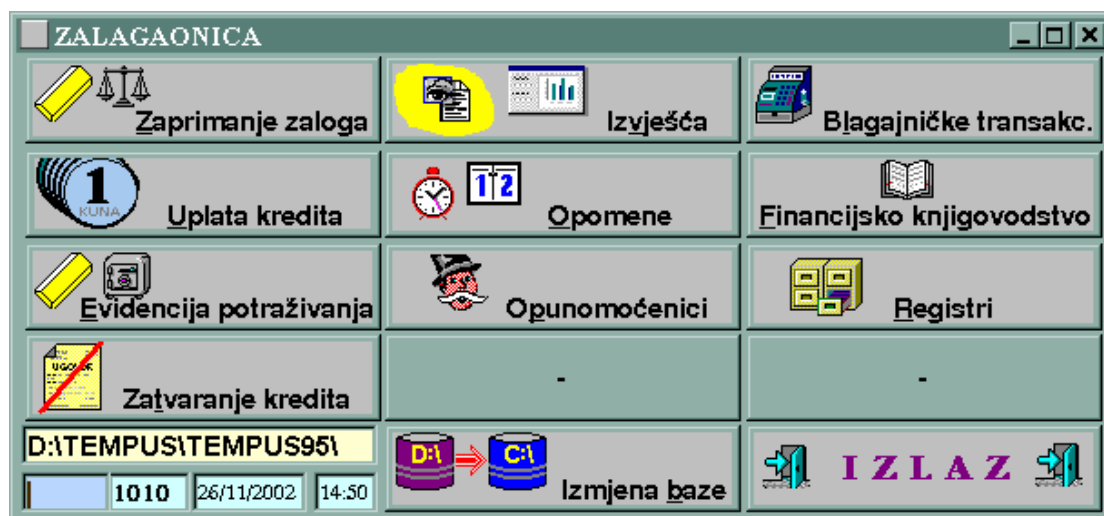 ZALAGAONICA
Zaprimanje zaloga
Izvješća
Blagajničke transakc.
1
KUNA
Uplata kredita
1 2
Opomene
Financijsko knjigovodstvo
Evidencija potraživanja
Opunomoćenici
Registri
UGOVOR
Zatvaranje kredita
-
-
D:\TEMPUS\TEMPUS95\
D:\
C:\
Izmjena baze
I Z L A Z
1010
26/11/2002
14:50